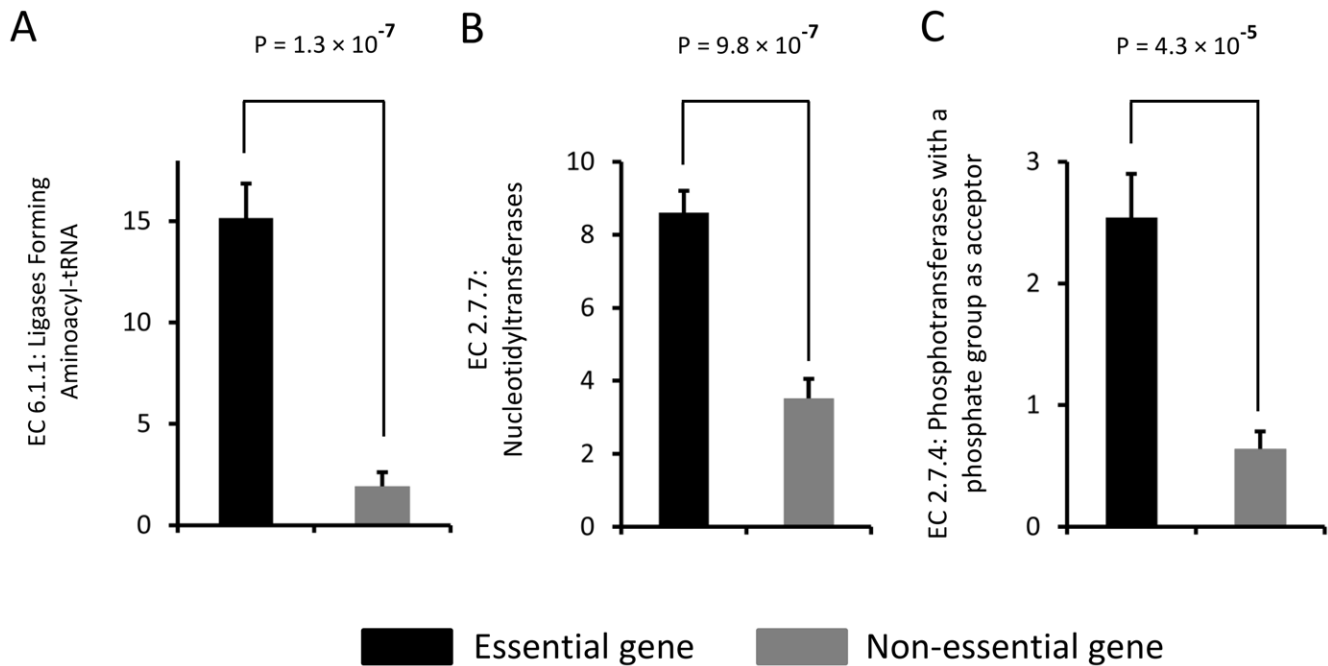 A
P = 1.3 × 10⁻⁷
EC 6.1.1: Ligases Forming
Aminoacyl-tRNA
15
10
5
0
B
P = 9.8 × 10⁻⁷
EC 2.7.7:
Nucleotidyltransferases
10
8
6
4
2
0
C
P = 4.3 × 10⁻⁵
EC 2.7.4: Phosphotransferases with a
phosphate group as acceptor
3
2
1
0
Essential gene
Non-essential gene